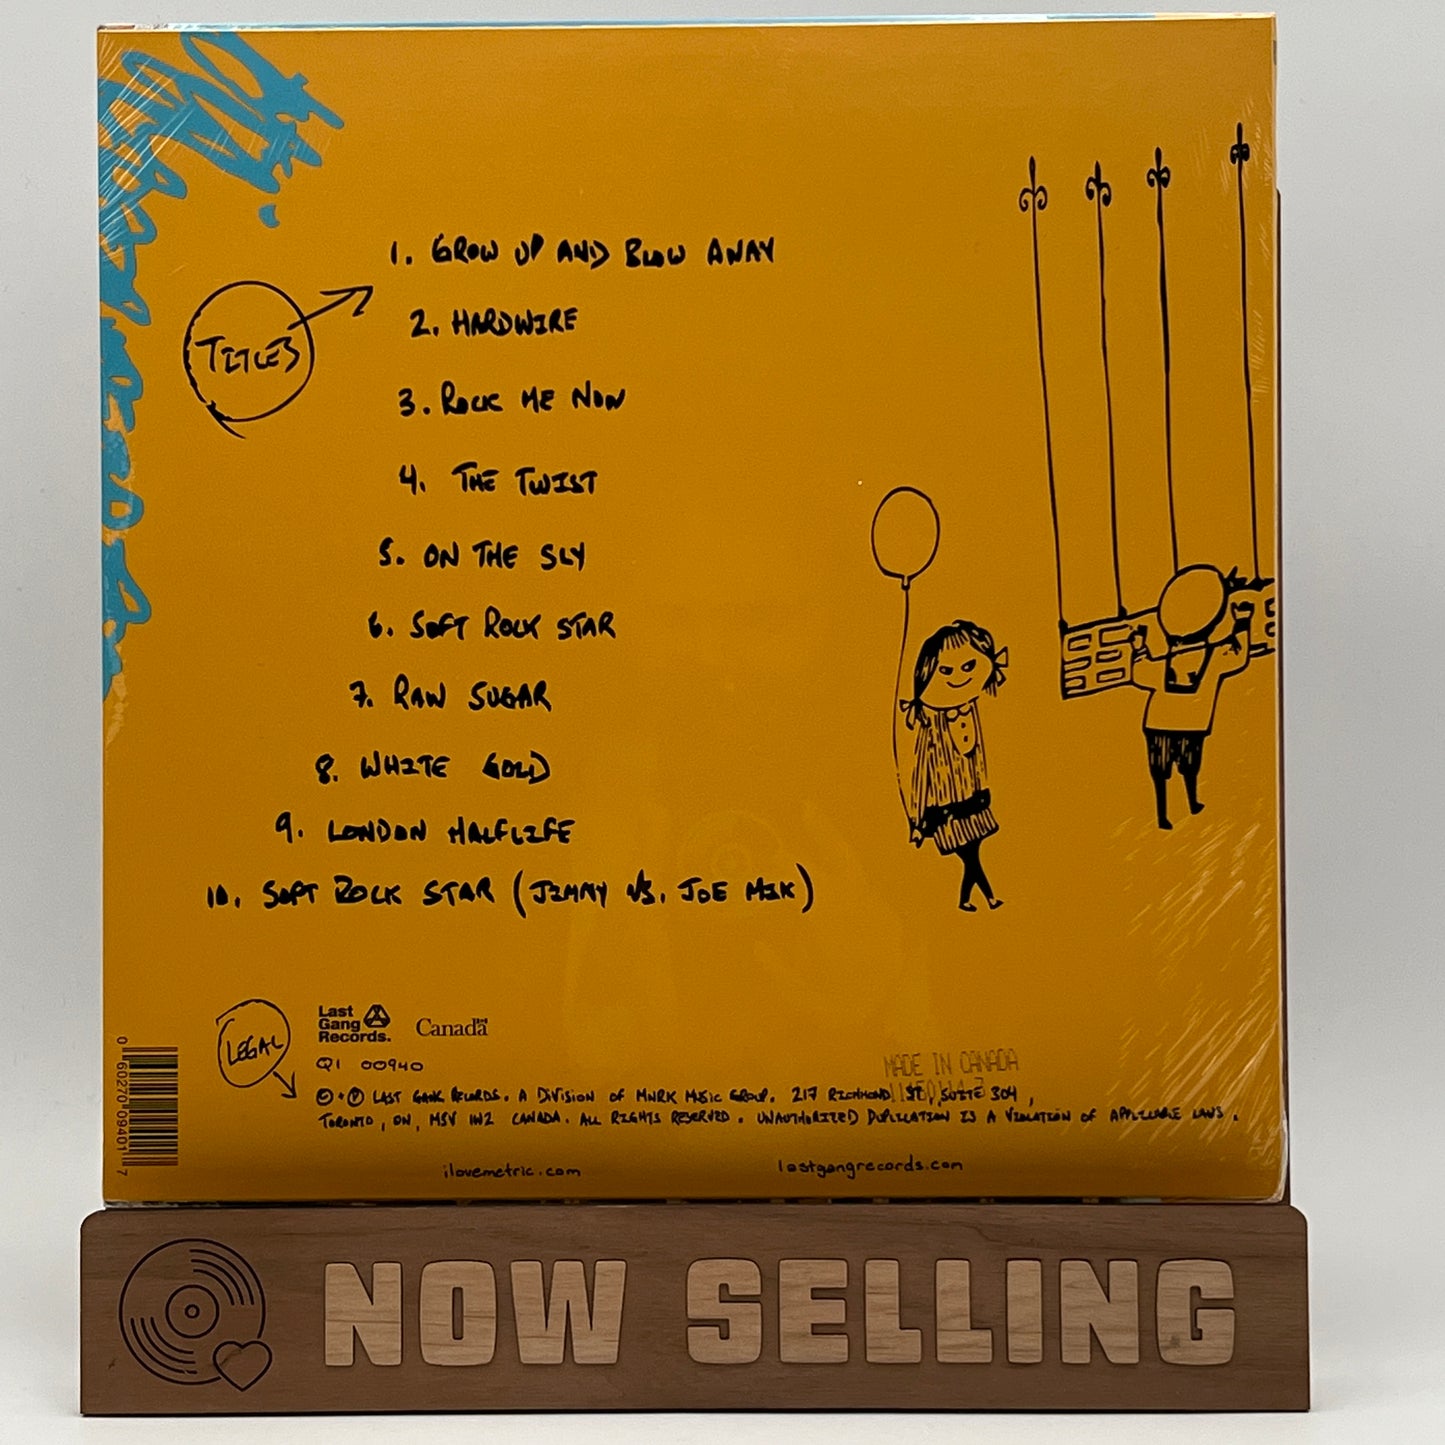 1. GROW UP AND BLOW AWAY
TITLES
2. HARDWIRE
3. ROCK ME NOW
4. THE TWIST
5. ON THE SLY
6. SOFT ROCK STAR
7. RAW SUGAR
8. WHITE GOLD
9. LONDON HALFLIFE
10. SOFT ROCK STAR (JIMMY VS. JOE MIX)
LEGAL
Last
Gang
Records.
Canada
Q1 00940
MADE IN CANADA
© + ℗ LAST GANG RECORDS. A DIVISION OF MNRK MUSIC GROUP. 217 RICHMOND ST, SUITE 304,
TORONTO, ON, M5V 1W2 CANADA. ALL RIGHTS RESERVED. UNAUTHORIZED DUPLICATION IS A VIOLATION OF APPLICABLE LAWS.
ilovemetric.com
lastgangrecords.com
0 60270 09401 7
NOW SELLING